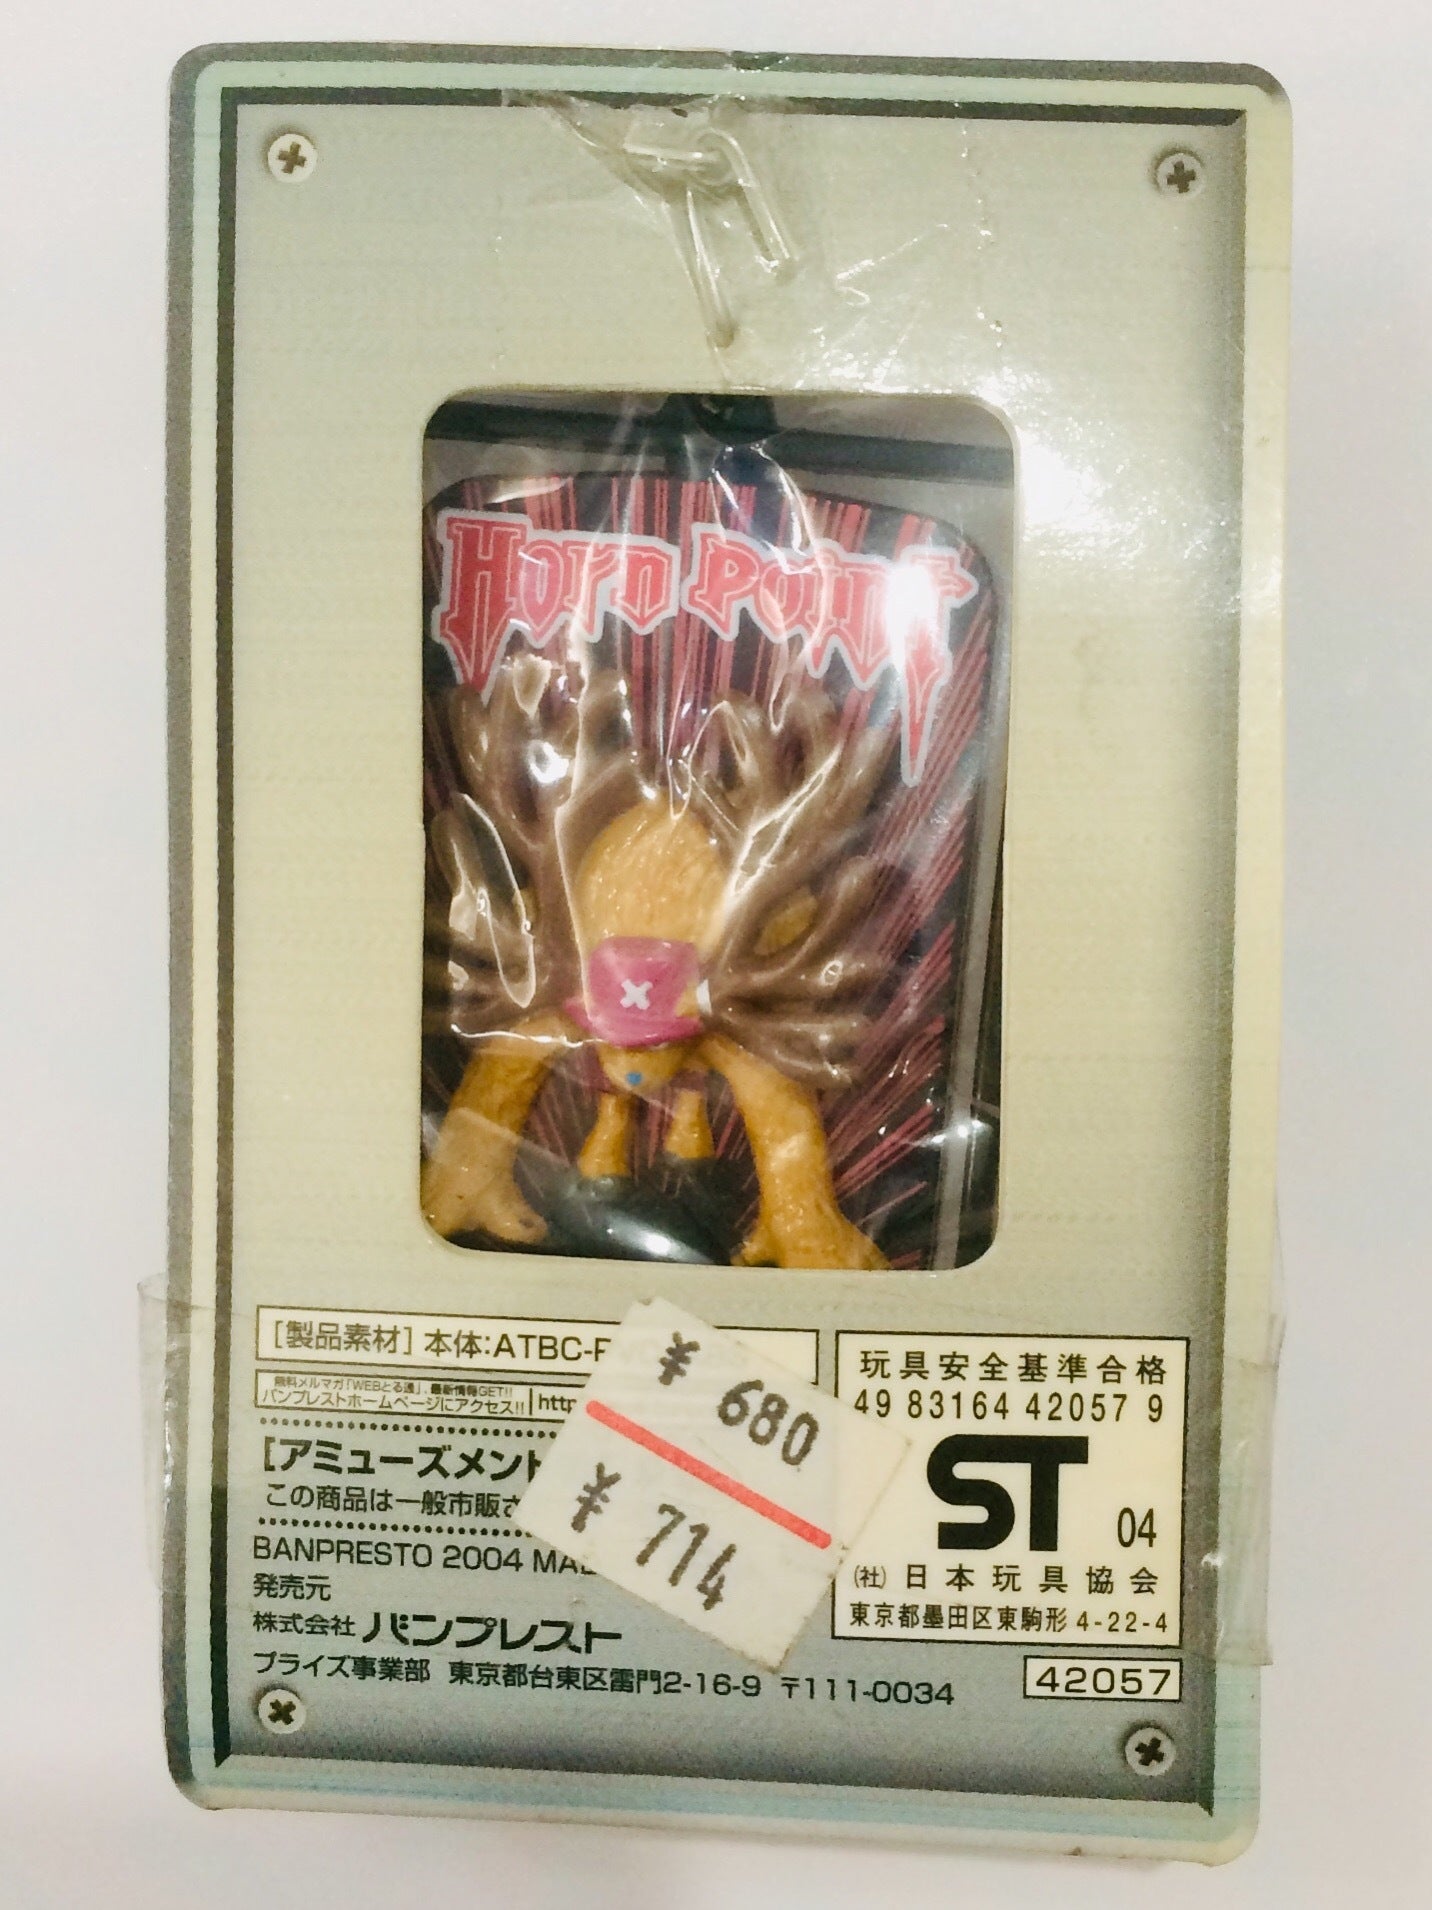 Horn Point
[製品素材] 本体:ATBC-P
無料メルマガ「WEBとる魂」、最新情報GET!!
バンプレストホームページにアクセス!! http
[アミューズメント
この商品は一般市販さ
BANPRESTO 2004 MA
発売元
株式会社 バンプレスト
プライズ事業部 東京都台東区雷門2-16-9 〒111-0034
¥ 680
¥ 714
玩具安全基準合格
49 83164 42057 9
ST 04
(社) 日本玩具協会
東京都墨田区東駒形 4-22-4
42057